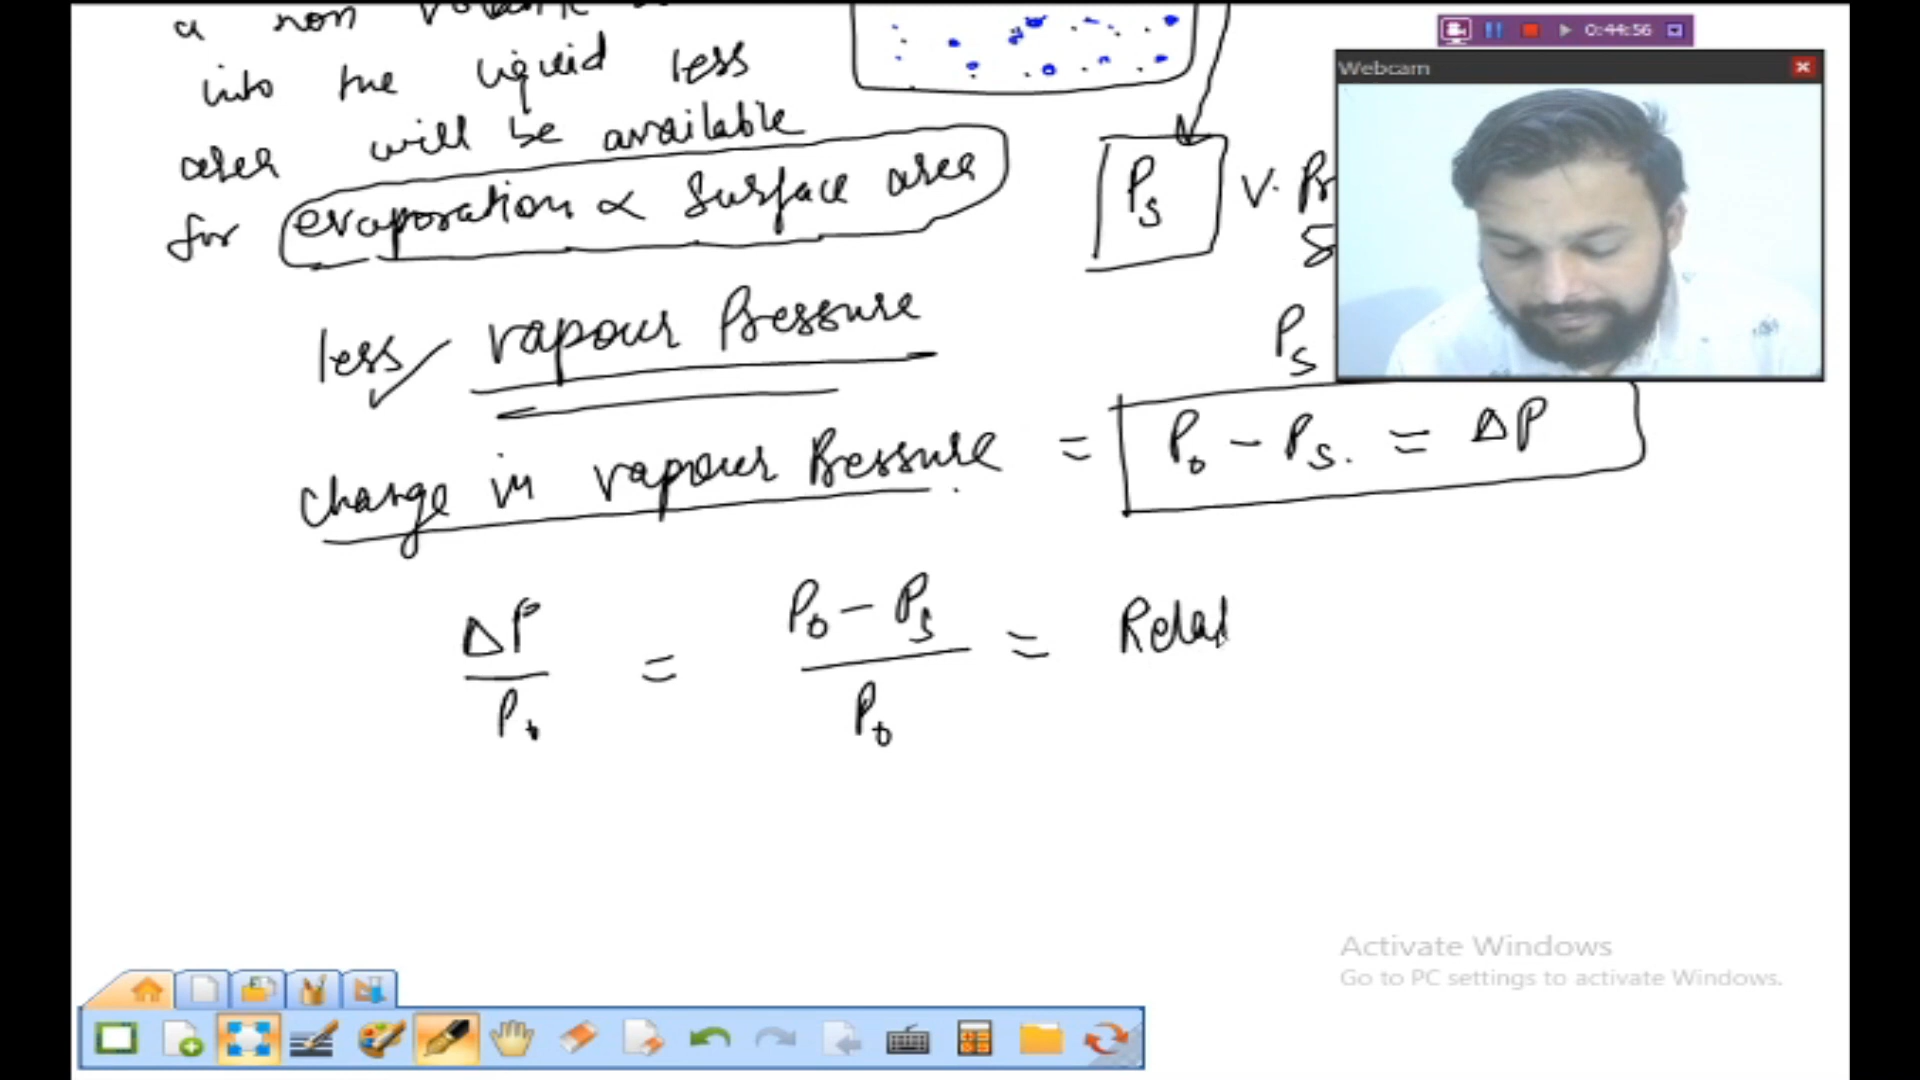 a non
into the liquid less
area will be available
for evaporation ∝ Surface area
Ps V. Pr
Ps
less vapour Pressure
change in vapour Pressure = P₀ - Ps. = ΔP
ΔP/P₀ = P₀ - Ps/P₀ = Relat
0:44:56
Webcam
Activate Windows
Go to PC settings to activate Windows.